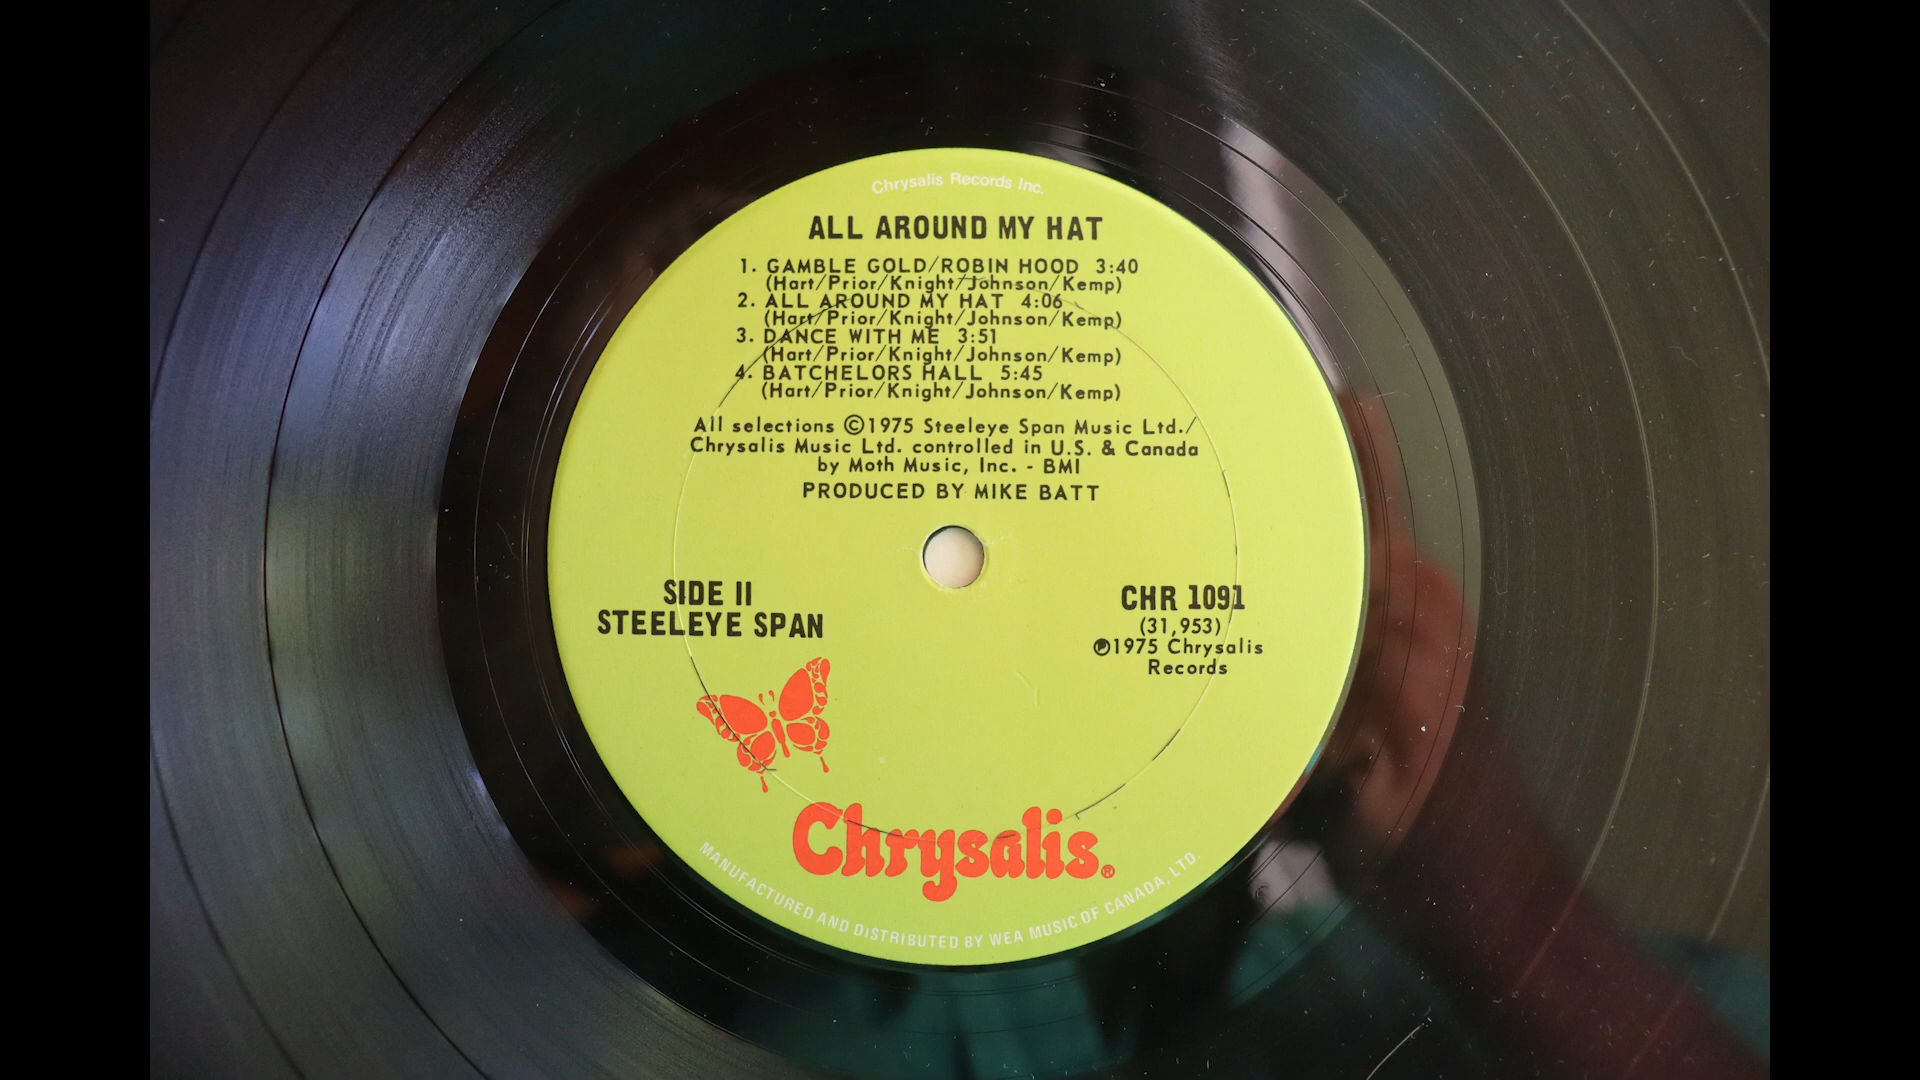 Chrysalis Records Inc.
ALL AROUND MY HAT
1. GAMBLE GOLD/ROBIN HOOD 3:40
(Hart/Prior/Knight/Johnson/Kemp)
2. ALL AROUND MY HAT 4:06
(Hart/Prior/Knight/Johnson/Kemp)
3. DANCE WITH ME 3:51
(Hart/Prior/Knight/Johnson/Kemp)
4. BATCHELORS HALL 5:45
(Hart/Prior/Knight/Johnson/Kemp)
All selections ©1975 Steeleye Span Music Ltd./
Chrysalis Music Ltd. controlled in U.S. & Canada
by Moth Music, Inc. - BMI
PRODUCED BY MIKE BATT
SIDE II
STEELEYE SPAN
CHR 1091
(31,953)
℗1975 Chrysalis
Records
Chrysalis®
MANUFACTURED AND DISTRIBUTED BY WEA MUSIC OF CANADA, LTD.